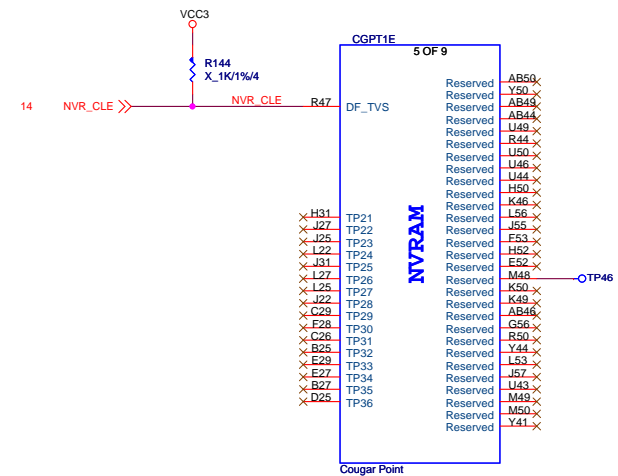 VCC3
R144
X_1K/1%/4
14 NVR_CLE NVR_CLE R47 DF_TVS
CGPT1E
5 OF 9
NVRAM
H31 TP21
J27 TP22
J25 TP23
L22 TP24
J31 TP25
L27 TP26
L25 TP27
J22 TP28
C29 TP29
F28 TP30
C26 TP31
B25 TP32
E29 TP33
E27 TP34
B27 TP35
D25 TP36
Reserved AB50
Reserved Y50
Reserved AB49
Reserved AB44
Reserved U49
Reserved R44
Reserved U50
Reserved U46
Reserved U44
Reserved H50
Reserved K46
Reserved L56
Reserved J55
Reserved F53
Reserved H52
Reserved E52
Reserved M48 TP46
Reserved K50
Reserved K49
Reserved AB46
Reserved G56
Reserved R50
Reserved Y44
Reserved L53
Reserved J57
Reserved U43
Reserved M49
Reserved M50
Reserved Y41
Cougar Point